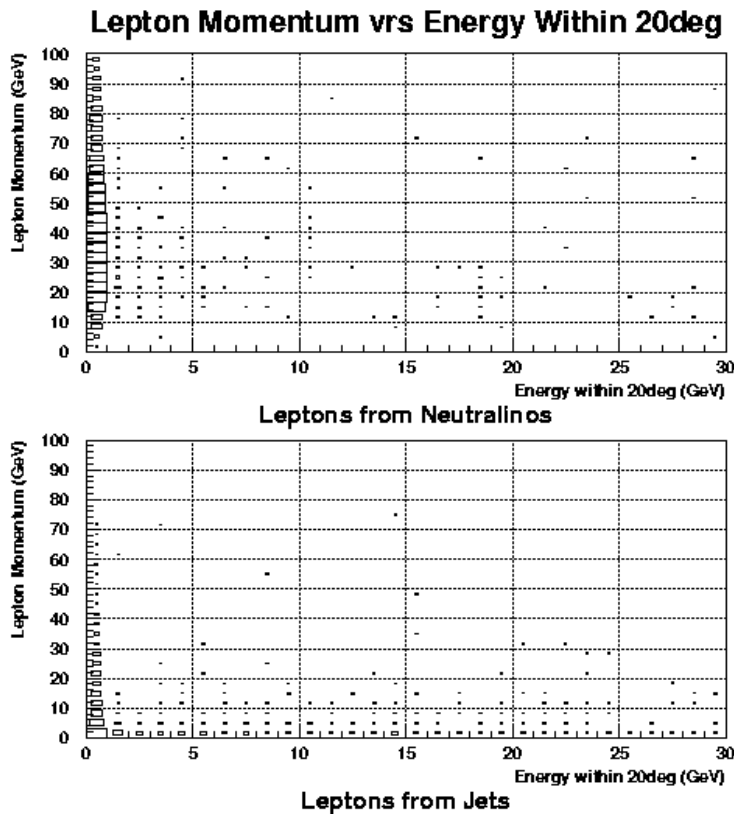 Lepton Momentum vrs Energy Within 20deg
Lepton Momentum (GeV)
100
90
80
70
60
50
40
30
20
10
0
0 5 10 15 20 25 30
Energy within 20deg (GeV)
Leptons from Neutralinos
Lepton Momentum (GeV)
100
90
80
70
60
50
40
30
20
10
0
0 5 10 15 20 25 30
Energy within 20deg (GeV)
Leptons from Jets